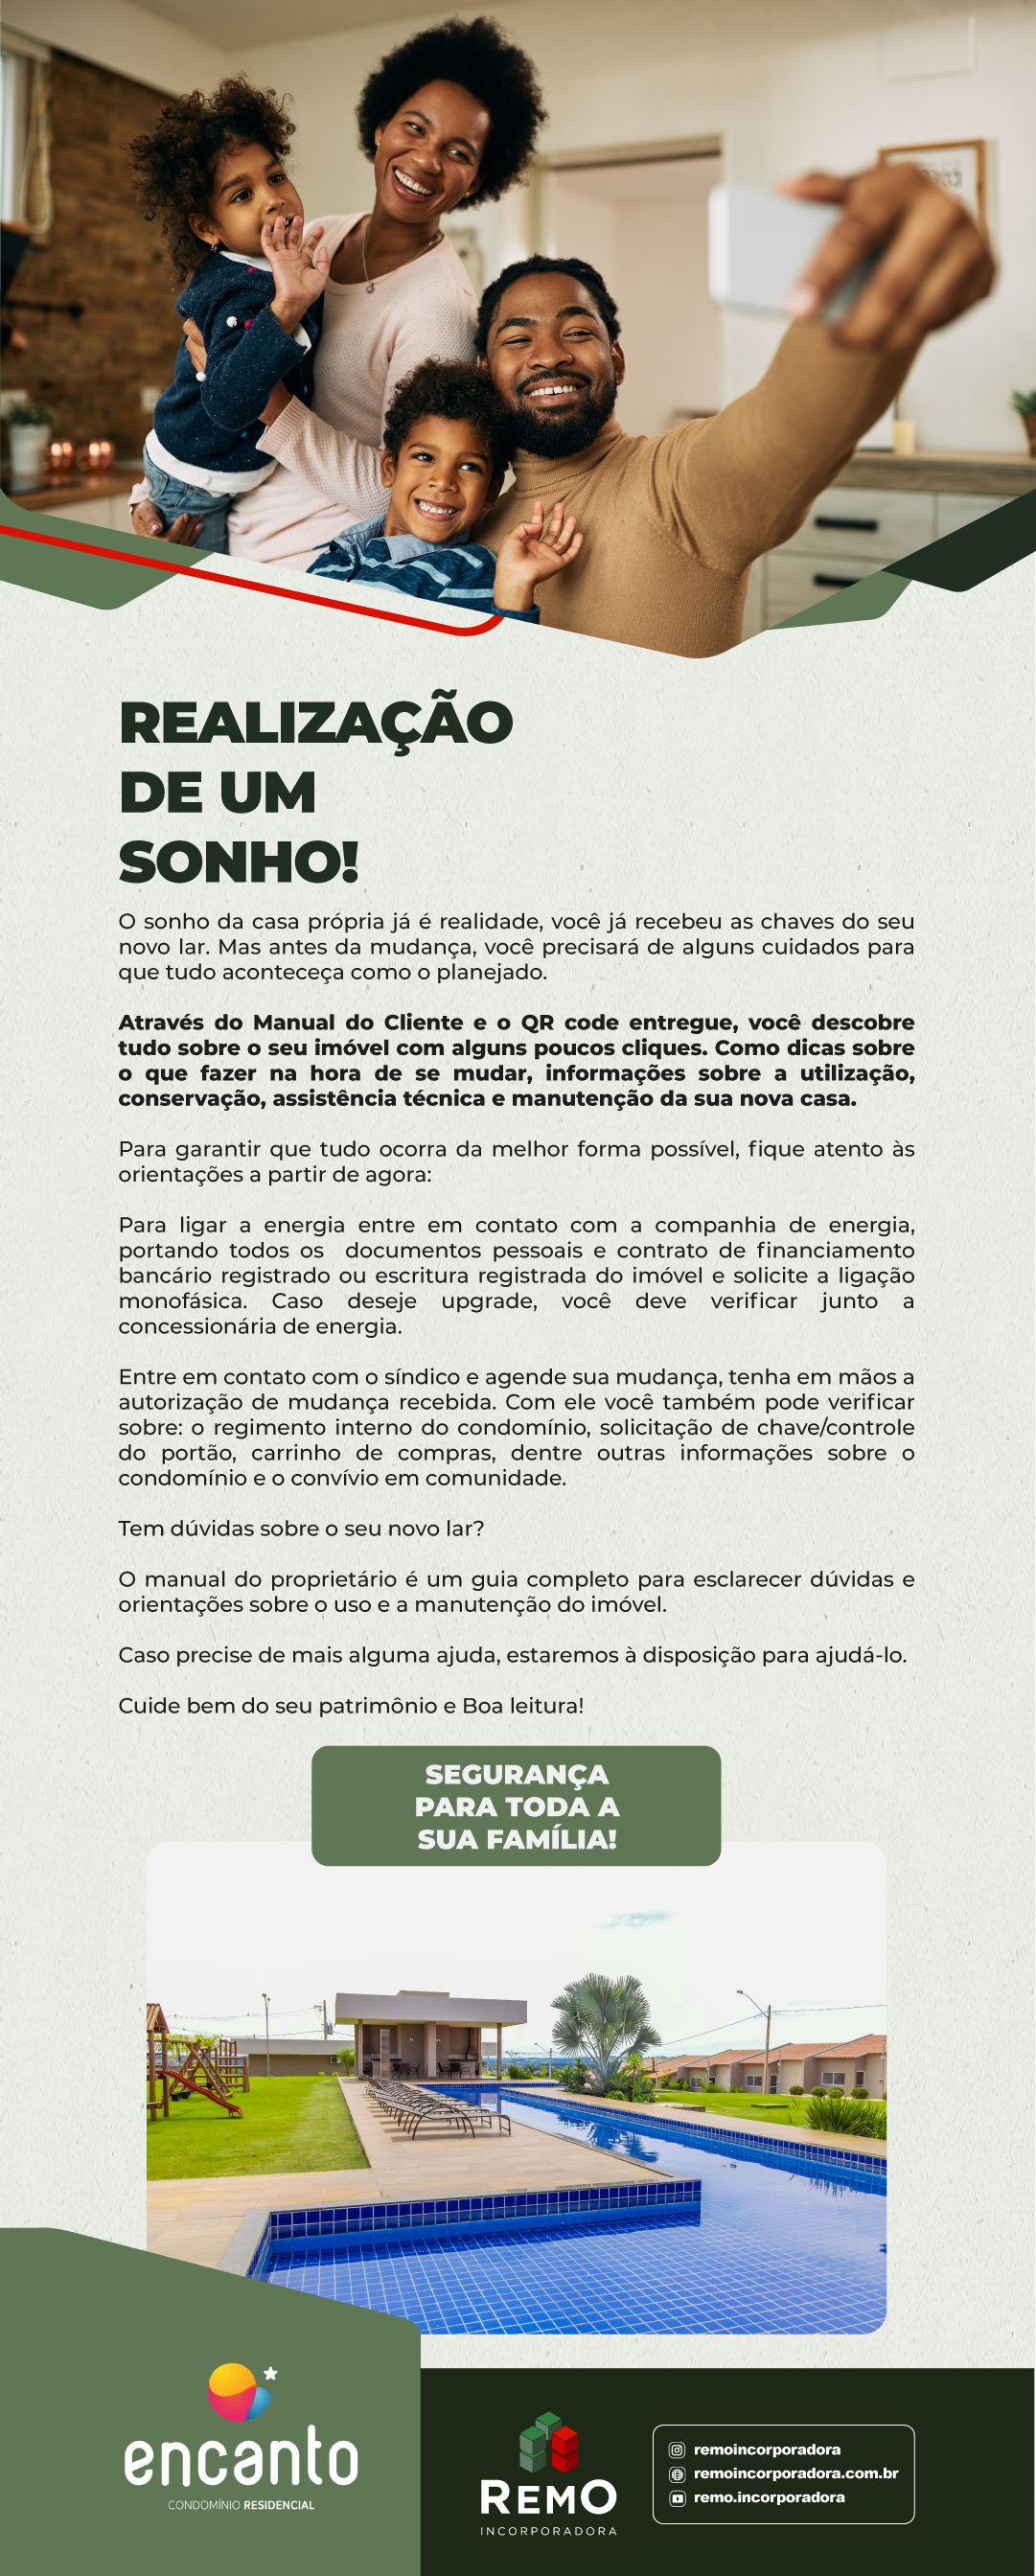 REALIZAÇÃO
DE UM
SONHO!
O sonho da casa própria já é realidade, você já recebeu as chaves do seu
novo lar. Mas antes da mudança, você precisará de alguns cuidados para
que tudo aconteceça como o planejado.
Através do Manual do Cliente e o QR code entregue, você descobre
tudo sobre o seu imóvel com alguns poucos cliques. Como dicas sobre
o que fazer na hora de se mudar, informações sobre a utilização,
conservação, assistência técnica e manutenção da sua nova casa.
Para garantir que tudo ocorra da melhor forma possível, fique atento às
orientações a partir de agora:
Para ligar a energia entre em contato com a companhia de energia,
portando todos os documentos pessoais e contrato de financiamento
bancário registrado ou escritura registrada do imóvel e solicite a ligação
monofásica. Caso deseje upgrade, você deve verificar junto a
concessionária de energia.
Entre em contato com o síndico e agende sua mudança, tenha em mãos a
autorização de mudança recebida. Com ele você também pode verificar
sobre: o regimento interno do condomínio, solicitação de chave/controle
do portão, carrinho de compras, dentre outras informações sobre o
condomínio e o convívio em comunidade.
Tem dúvidas sobre o seu novo lar?
O manual do proprietário é um guia completo para esclarecer dúvidas e
orientações sobre o uso e a manutenção do imóvel.
Caso precise de mais alguma ajuda, estaremos à disposição para ajudá-lo.
Cuide bem do seu patrimônio e Boa leitura!
SEGURANÇA
PARA TODA A
SUA FAMÍLIA!
encanto
CONDOMÍNIO RESIDENCIAL
REMO
INCORPORADORA
remoincorporadora
remoincorporadora.com.br
remo.incorporadora